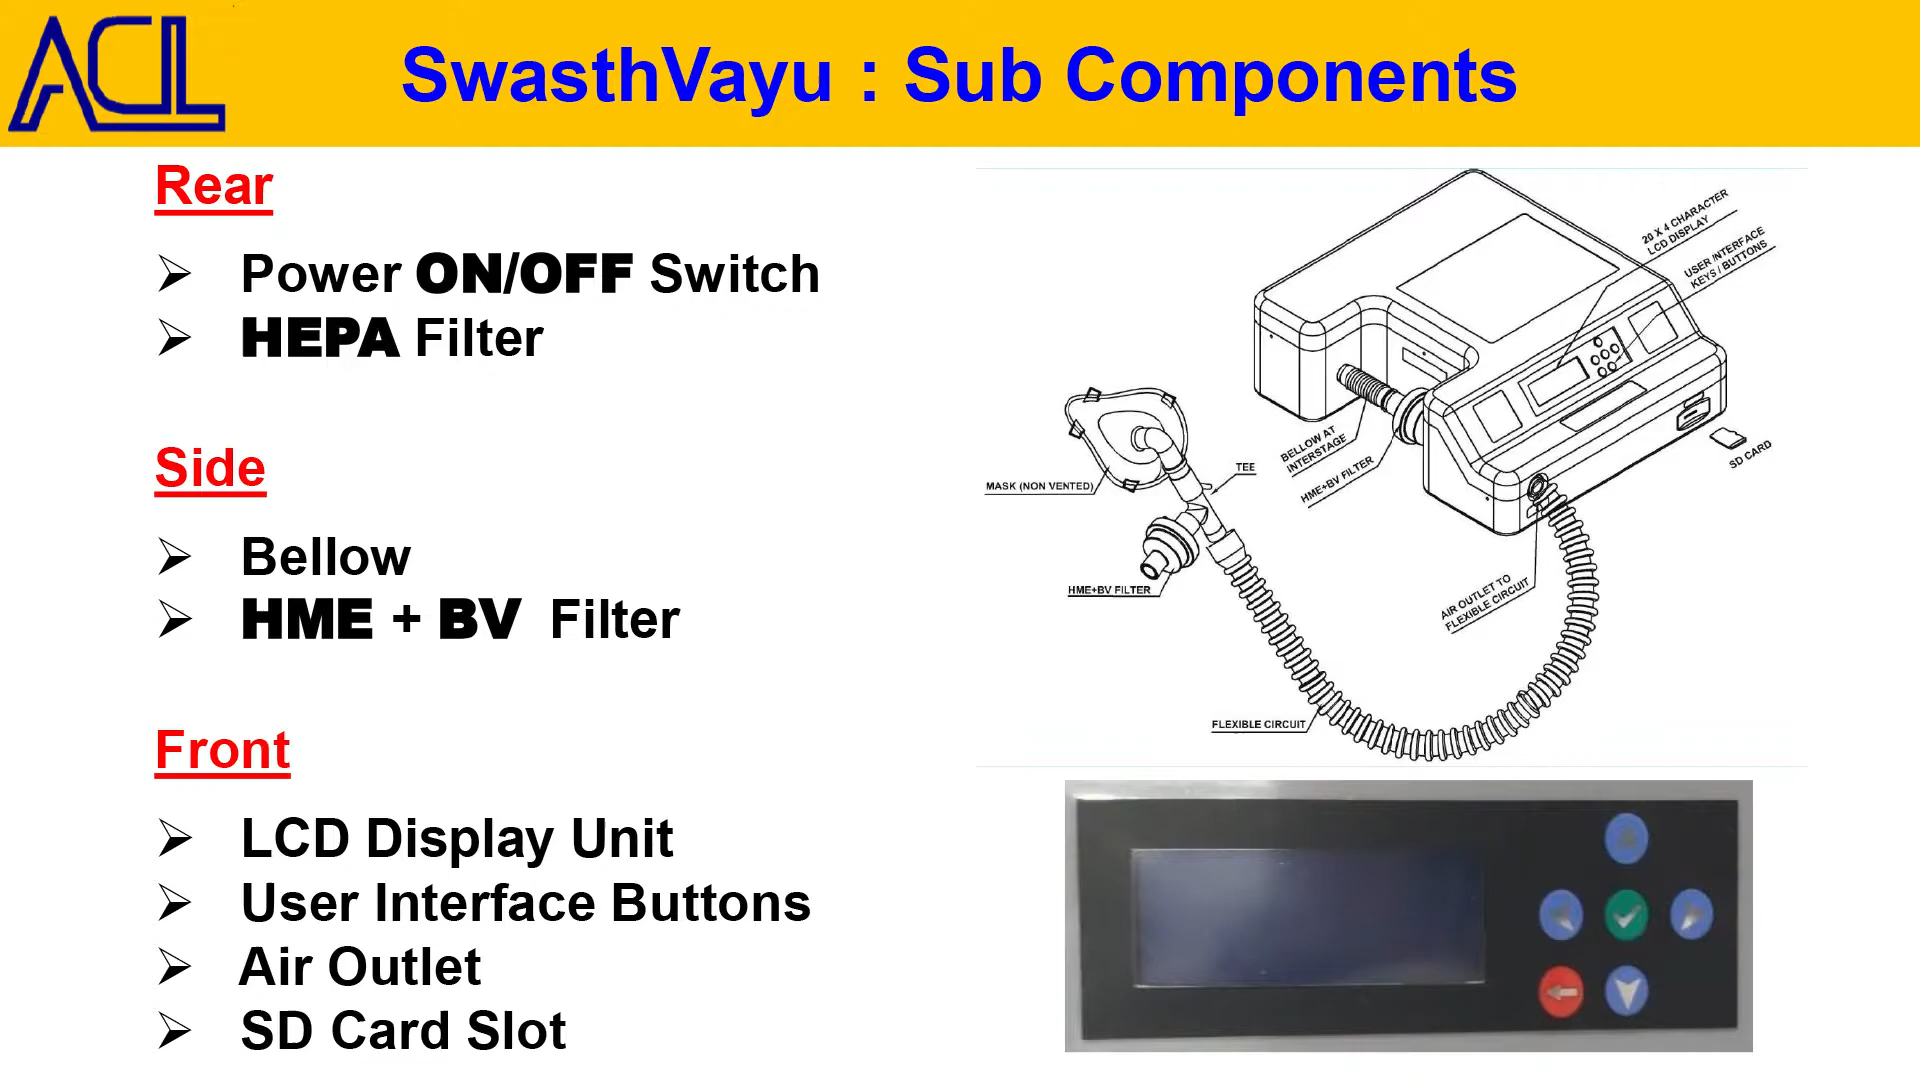 ACL
SwasthVayu : Sub Components
Rear
Power ON/OFF Switch
HEPA Filter
Side
Bellow
HME + BV Filter
Front
LCD Display Unit
User Interface Buttons
Air Outlet
SD Card Slot
20 X 4 CHARACTER
LCD DISPLAY
USER INTERFACE
KEYS / BUTTONS
BELLOW AT
INTERSTAGE
HME+BV FILTER
SD CARD
TEE
MASK (NON VENTED)
HME+BV FILTER
AIR OUTLET TO
FLEXIBLE CIRCUIT
FLEXIBLE CIRCUIT